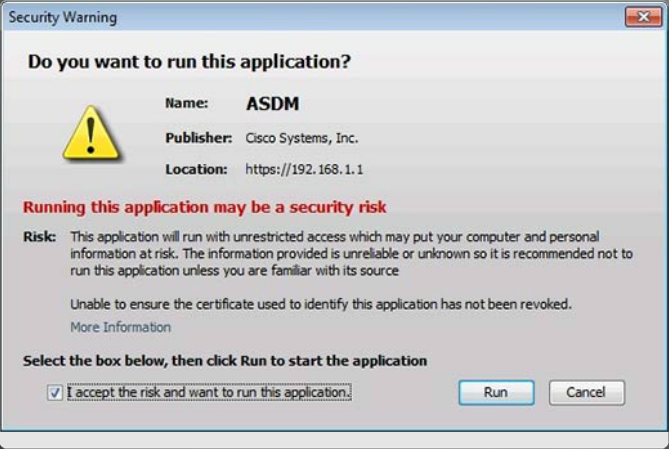 Security Warning
Do you want to run this application?
Name: ASDM
Publisher: Cisco Systems, Inc.
Location: https://192.168.1.1
Running this application may be a security risk
Risk: This application will run with unrestricted access which may put your computer and personal
information at risk. The information provided is unreliable or unknown so it is recommended not to
run this application unless you are familiar with its source
Unable to ensure the certificate used to identify this application has not been revoked.
More Information
Select the box below, then click Run to start the application
I accept the risk and want to run this application.
Run Cancel